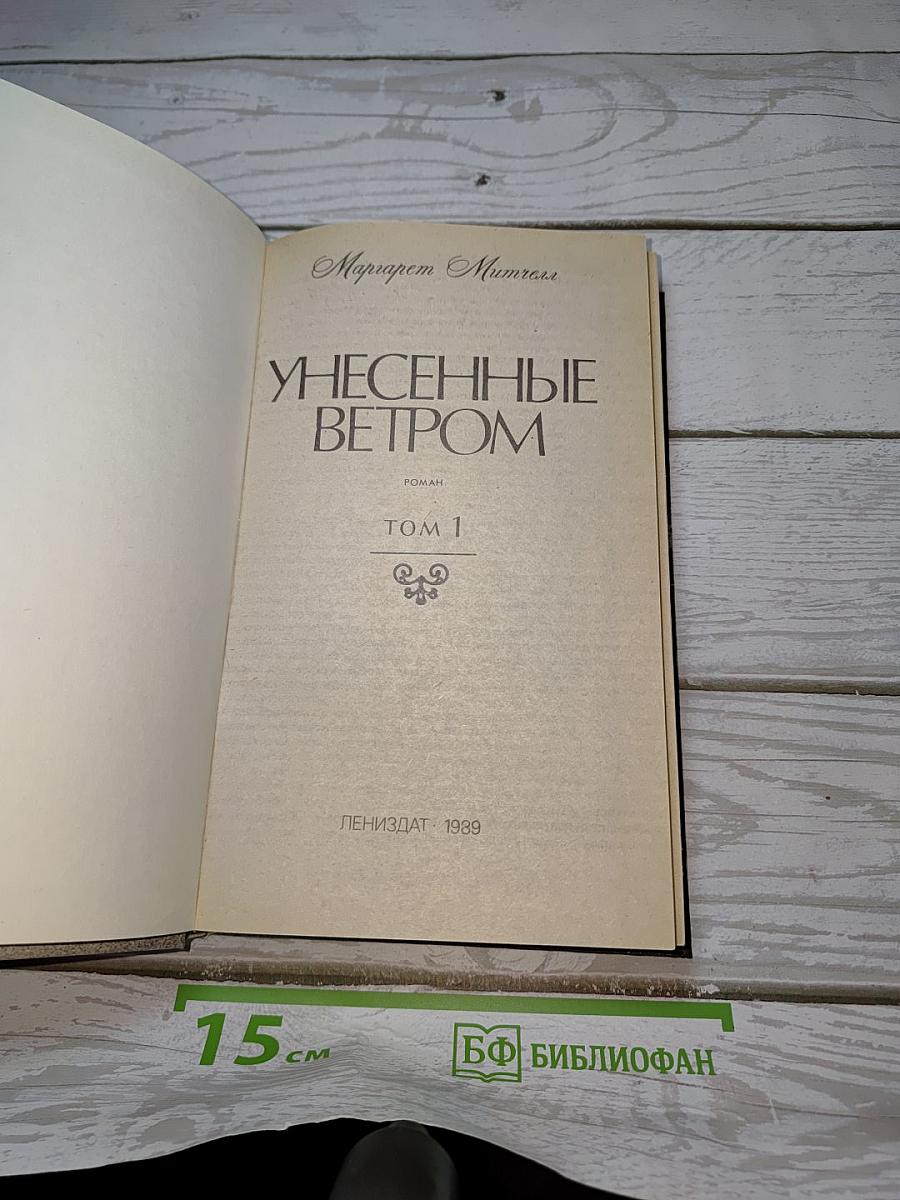 Маргарет Митчелл
УНЕСЕННЫЕ
ВЕТРОМ
РОМАН
ТОМ 1
ЛЕНИЗДАТ · 1989
15 см
БФ БИБЛИОФАН